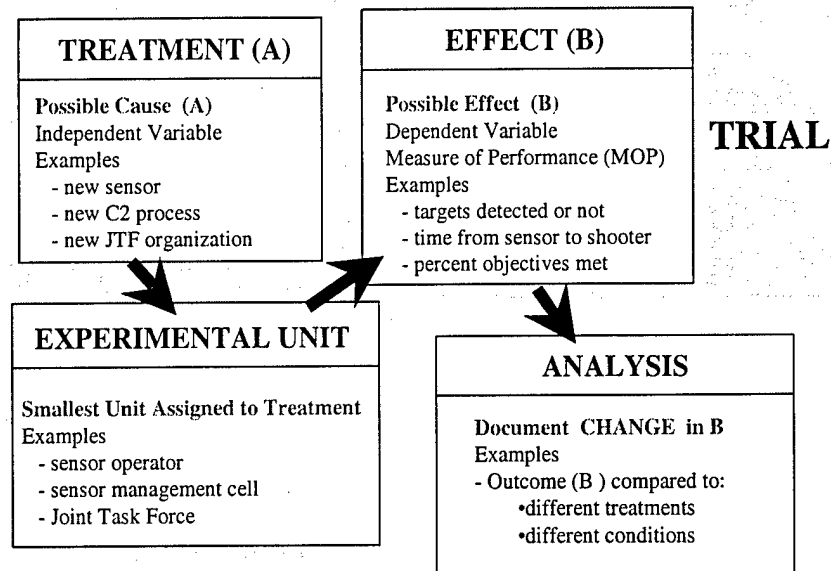 TREATMENT (A)
Possible Cause (A)
Independent Variable
Examples
- new sensor
- new C2 process
- new JTF organization
EFFECT (B)
Possible Effect (B)
Dependent Variable
Measure of Performance (MOP)
Examples
- targets detected or not
- time from sensor to shooter
- percent objectives met
TRIAL
EXPERIMENTAL UNIT
Smallest Unit Assigned to Treatment
Examples
- sensor operator
- sensor management cell
- Joint Task Force
ANALYSIS
Document CHANGE in B
Examples
- Outcome (B ) compared to:
•different treatments
•different conditions